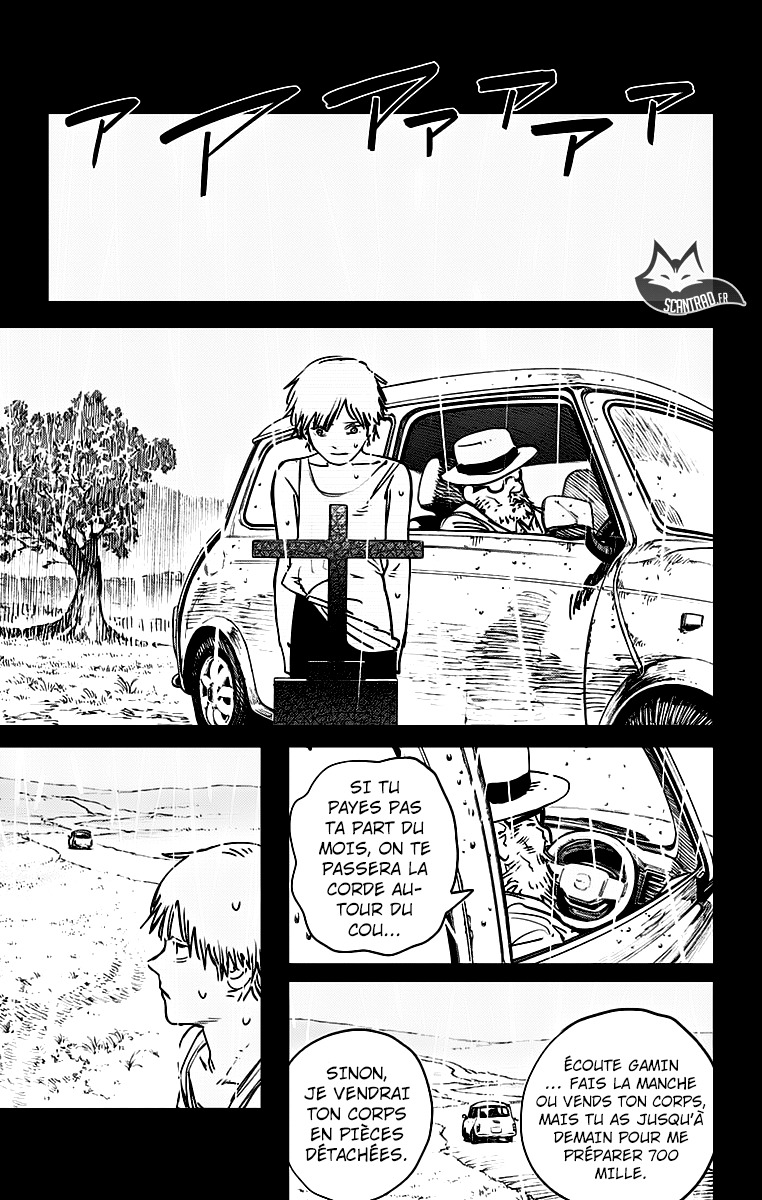 ア ア ア ア ア ア ア
SCANTRAD.FR
SI TU
PAYES PAS
TA PART DU
MOIS, ON TE
PASSERA LA
CORDE AU-
TOUR DU
COU...
ÉCOUTE GAMIN
... FAIS LA MANCHE
OU VENDS TON CORPS,
MAIS TU AS JUSQU'À
DEMAIN POUR ME
PRÉPARER 700
MILLE.
SINON,
JE VENDRAI
TON CORPS
EN PIÈCES
DÉTACHÉES.